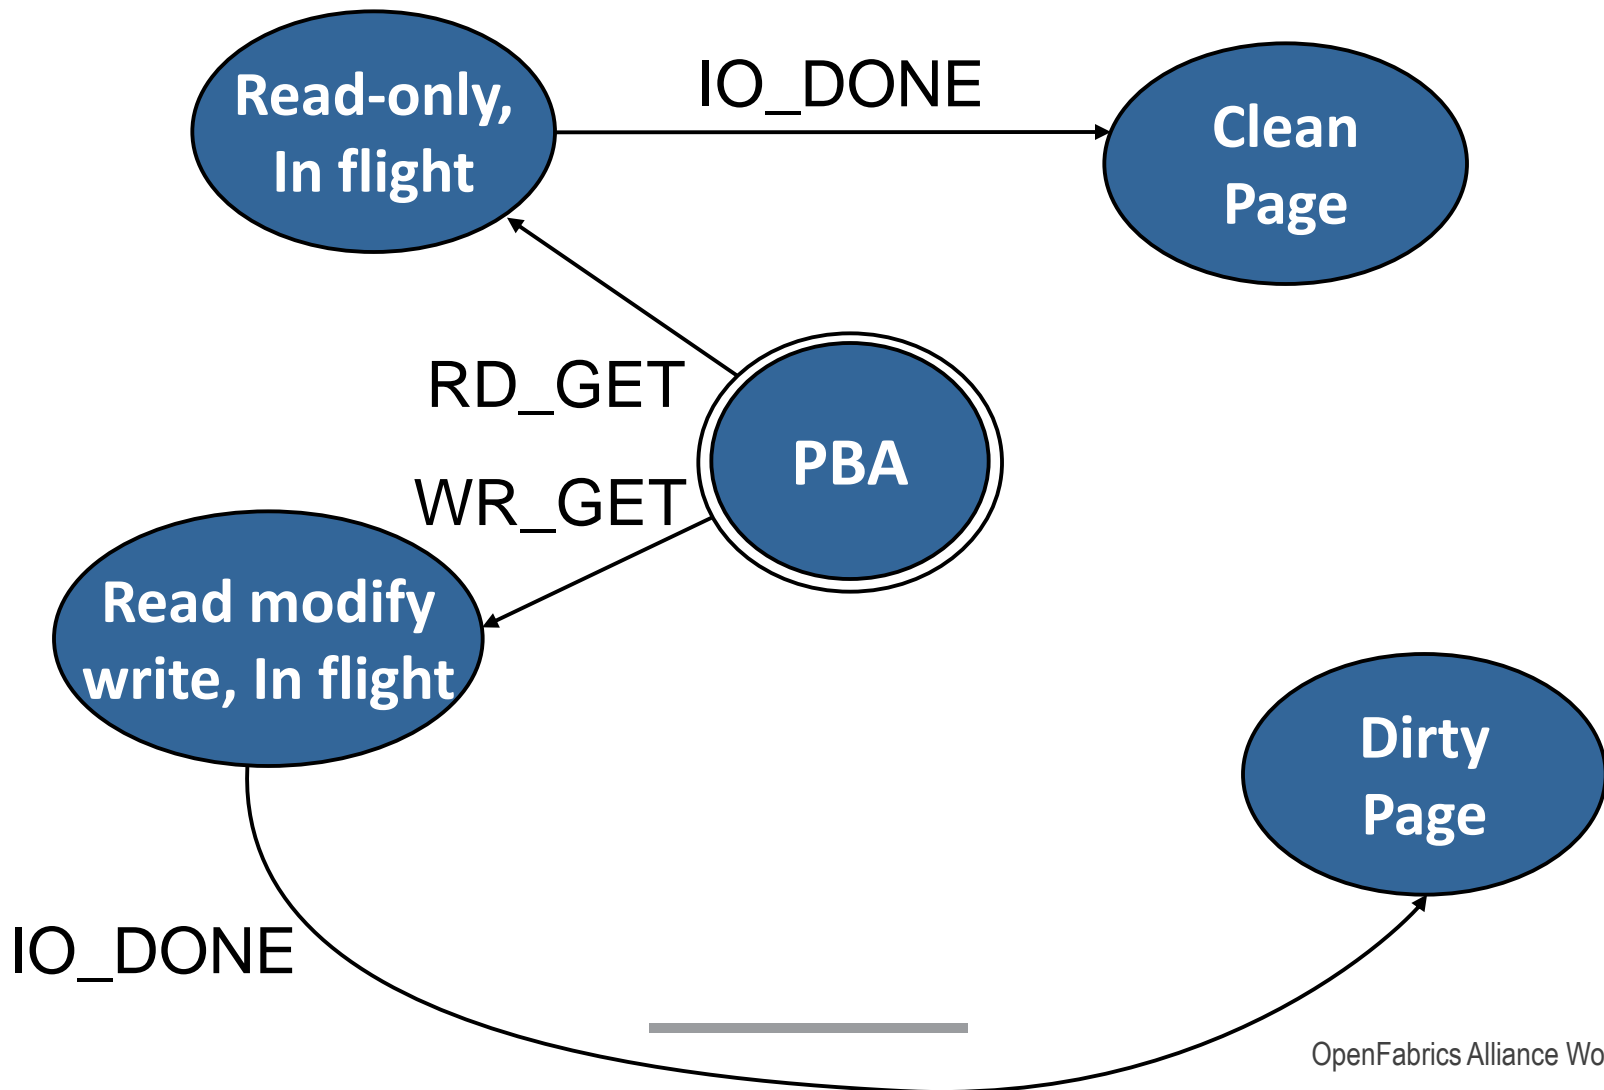 Read-only,
In flight
IO_DONE
Clean
Page
RD_GET
PBA
WR_GET
Read modify
write, In flight
Dirty
Page
IO_DONE
OpenFabrics Alliance